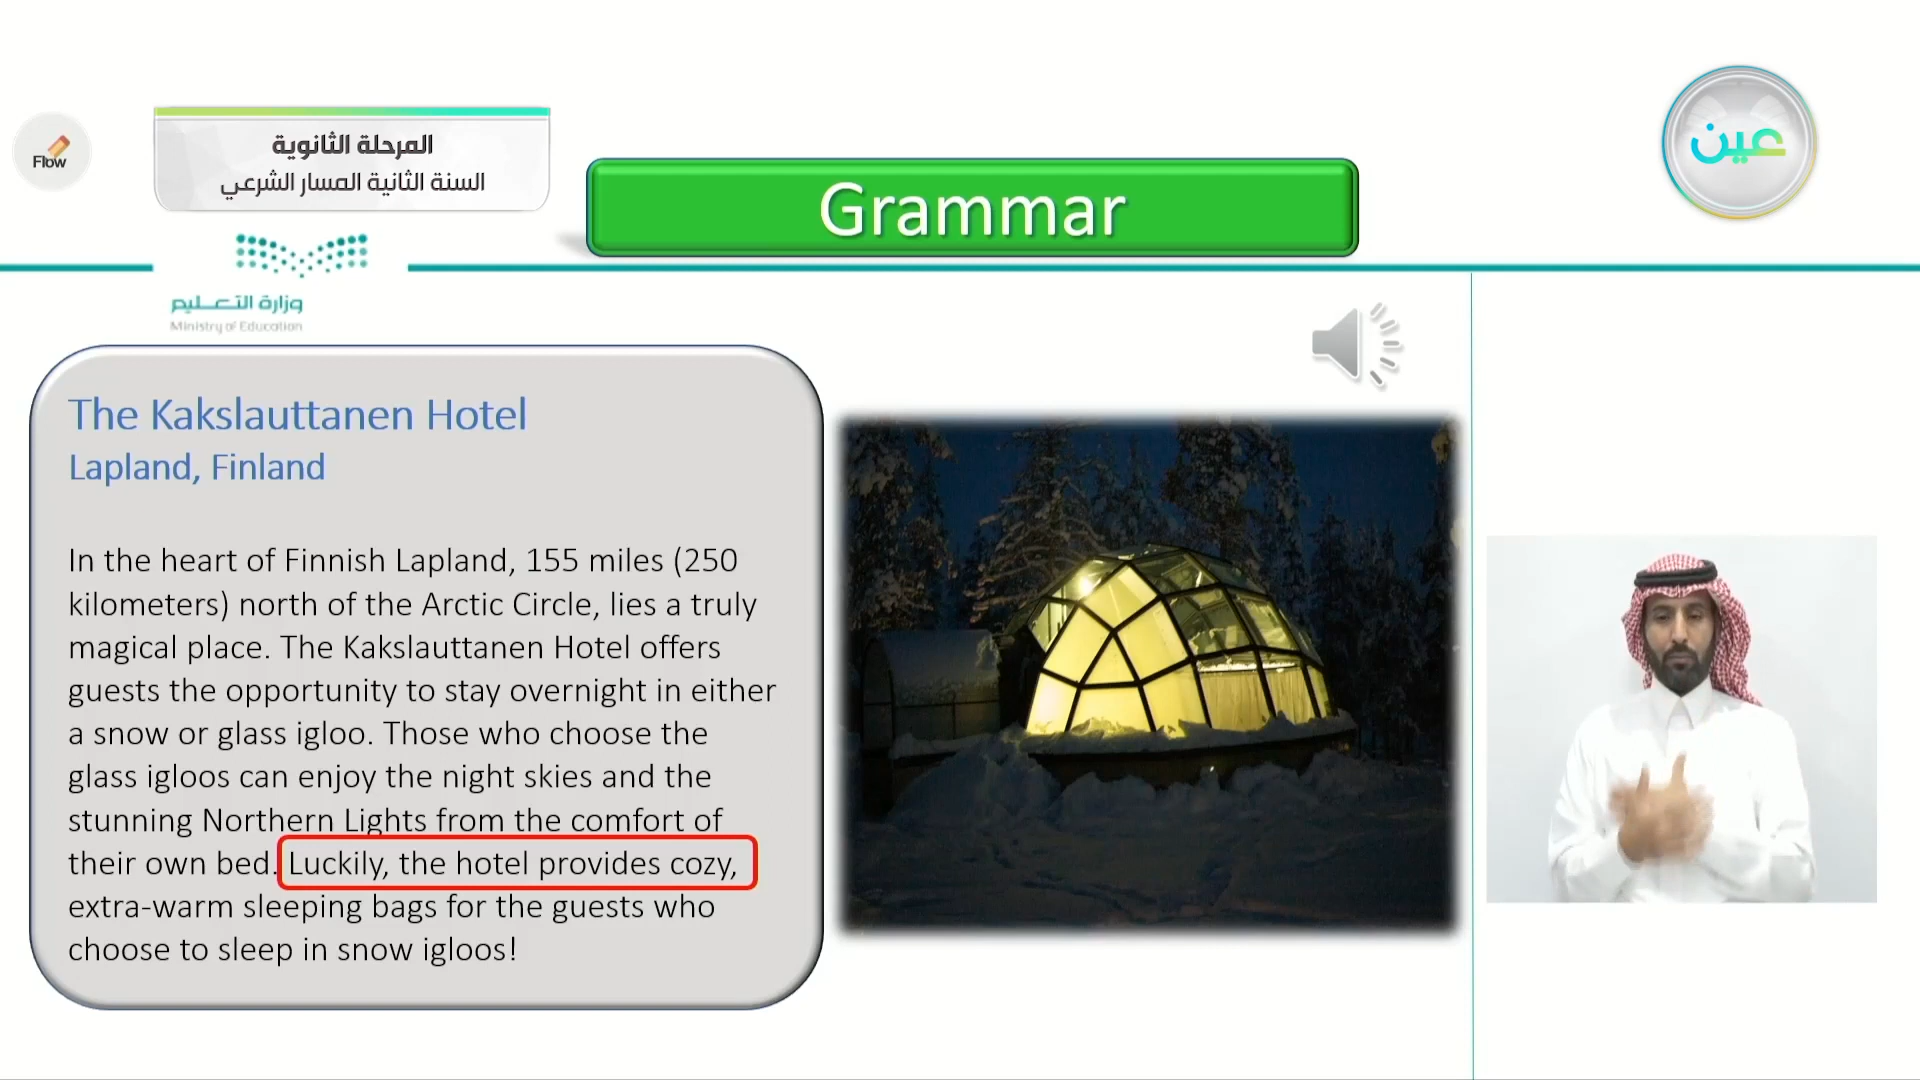 Flow
المرحلة الثانوية
السنة الثانية المسار الشرعي
Grammar
عين
وزارة التعليم
Ministry of Education
The Kakslauttanen Hotel
Lapland, Finland
In the heart of Finnish Lapland, 155 miles (250
kilometers) north of the Arctic Circle, lies a truly
magical place. The Kakslauttanen Hotel offers
guests the opportunity to stay overnight in either
a snow or glass igloo. Those who choose the
glass igloos can enjoy the night skies and the
stunning Northern Lights from the comfort of
their own bed. Luckily, the hotel provides cozy,
extra-warm sleeping bags for the guests who
choose to sleep in snow igloos!